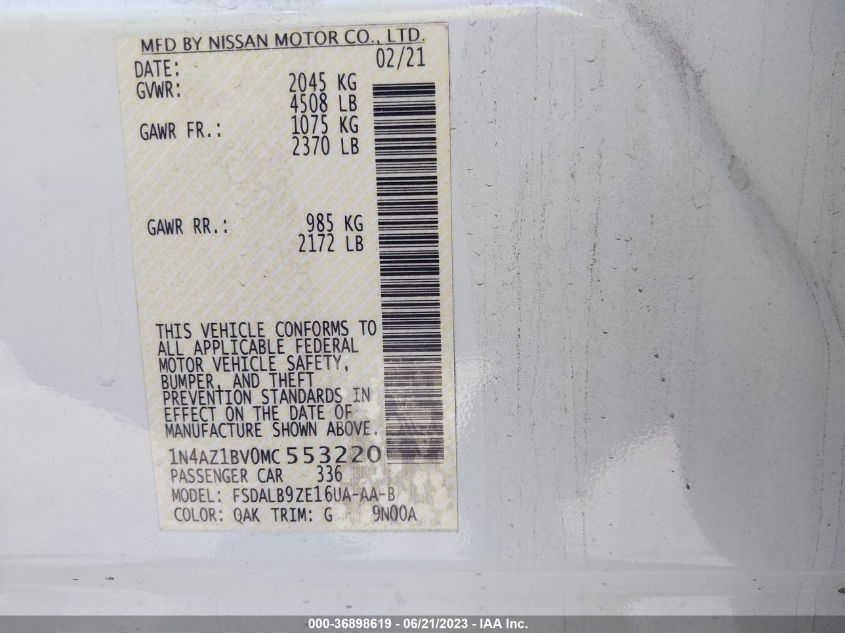 MFD BY NISSAN MOTOR CO., LTD.
DATE: 02/21
GVWR: 2045 KG
4508 LB
GAWR FR.: 1075 KG
2370 LB
GAWR RR.: 985 KG
2172 LB
THIS VEHICLE CONFORMS TO
ALL APPLICABLE FEDERAL
MOTOR VEHICLE SAFETY,
BUMPER, AND THEFT
PREVENTION STANDARDS IN
EFFECT ON THE DATE OF
MANUFACTURE SHOWN ABOVE.
1N4AZ1BV0MC 553220
PASSENGER CAR 336
MODEL: FSDALB9ZE16UA-AA-B
COLOR: QAK TRIM: G 9N00A
000-36898619 - 06/21/2023 - IAA Inc.